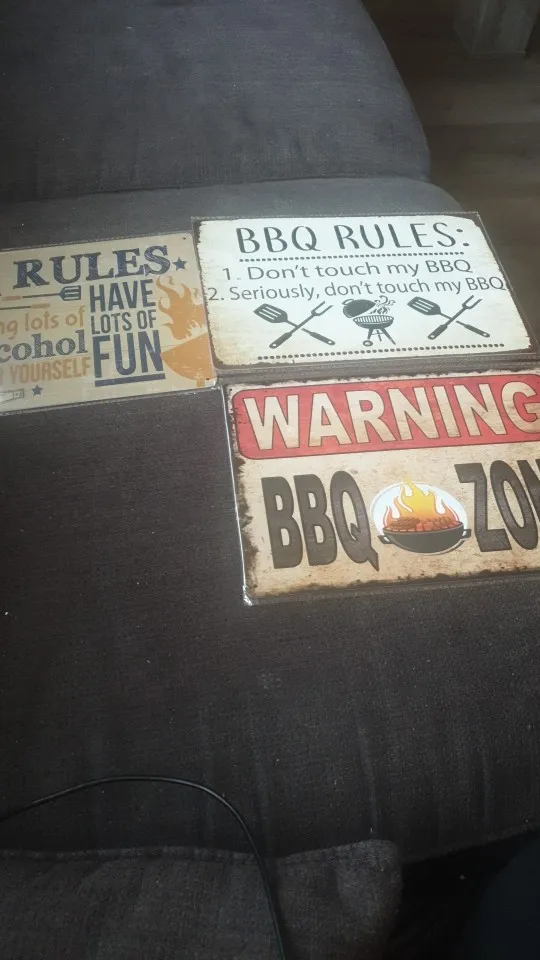 RULES
HAVE
ng lots of
LOTS OF
cohol
FUN
YOURSELF
BBQ RULES:
1. Don't touch my BBQ
2. Seriously, don't touch my BBQ
WARNING
BBQ ZON